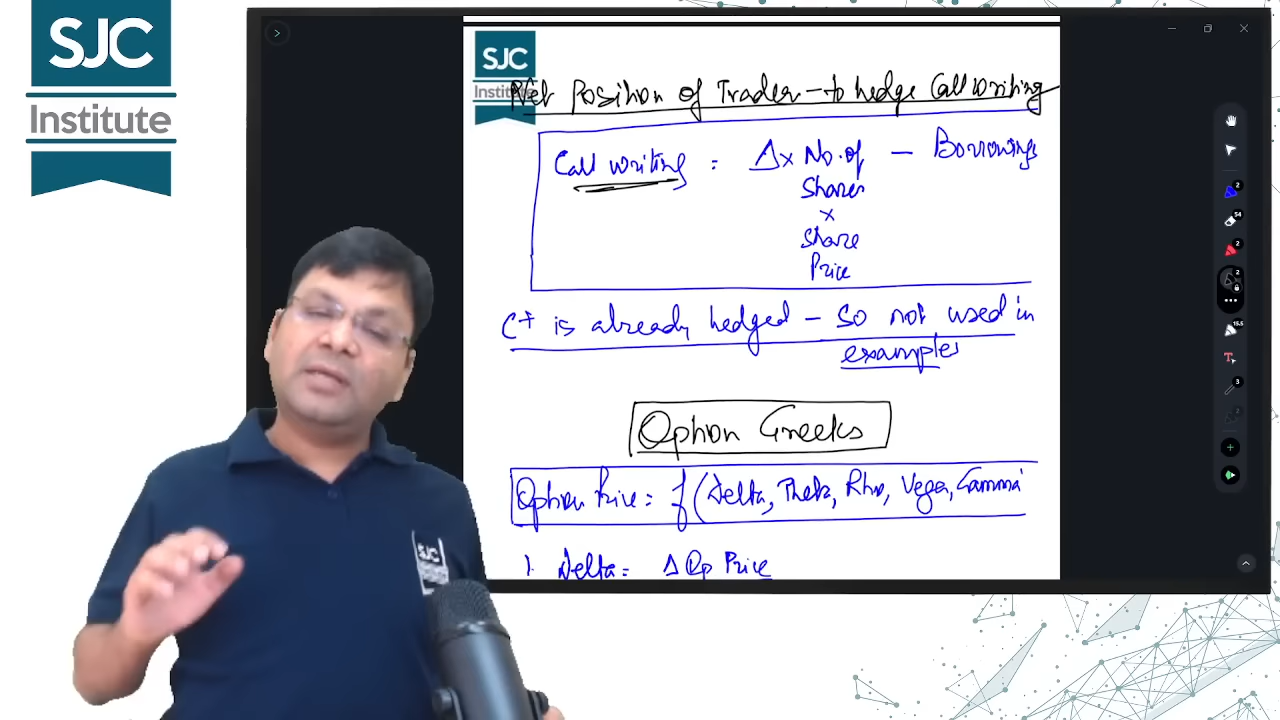 SJC
Institute
SJC
Institute
Net Position of Trader - to hedge Call Writing
Call writing = Δ x No. of - Borrowings
Shares
x
Share
Price
C+ is already hedged - So not used in
examples
Option Greeks
Option Price = f (Delta, Theta, Rho, Vega, Gamma
1. Delta = Δ Op Price
SJC